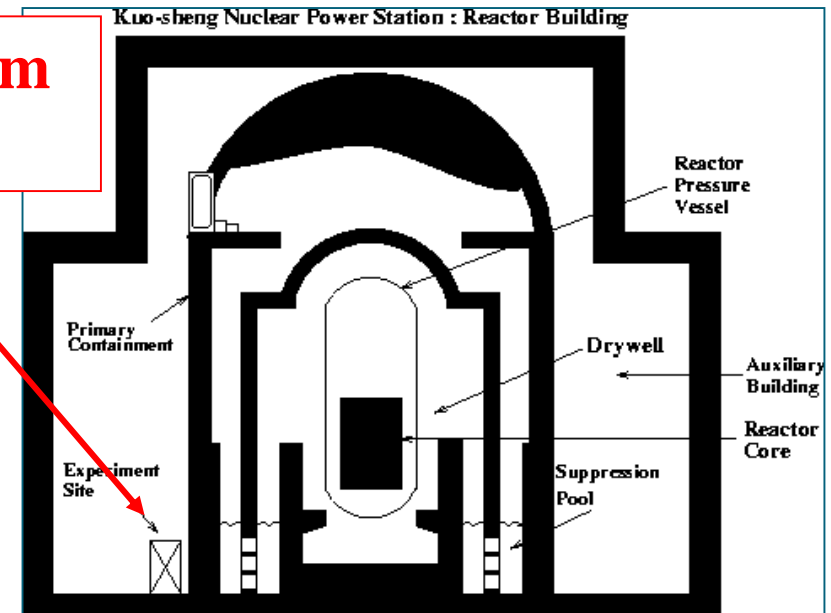 Kuo-sheng Nuclear Power Station : Reactor Building
m
Reactor
Pressure
Vessel
Primary
Containment
Drywell
Auxiliary
Building
Reactor
Core
Experiment
Site
Suppression
Pool